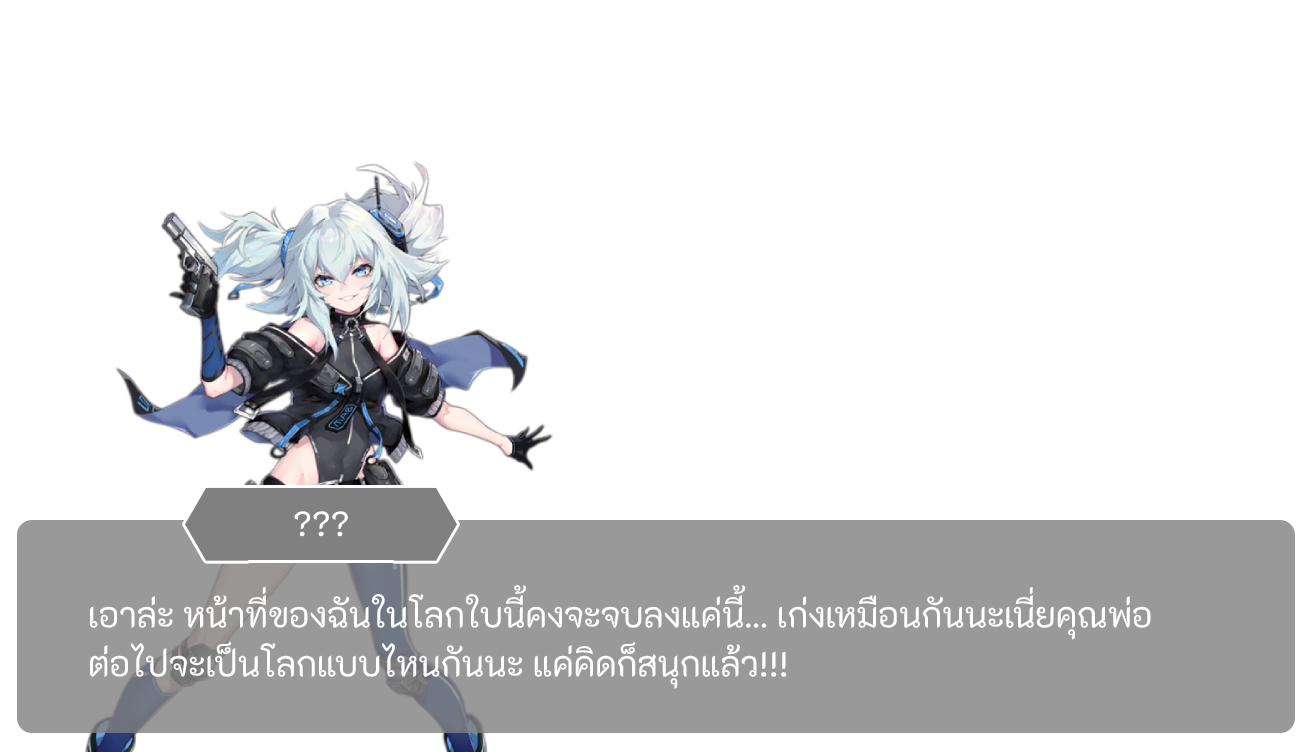 ???
เอาล่ะ หน้าที่ของฉันในโลกใบนี้คงจะจบลงแค่นี้... เก่งเหมือนกันนะเนี่ยคุณพ่อ
ต่อไปจะเป็นโลกแบบไหนกันนะ แค่คิดก็สนุกแล้ว!!!